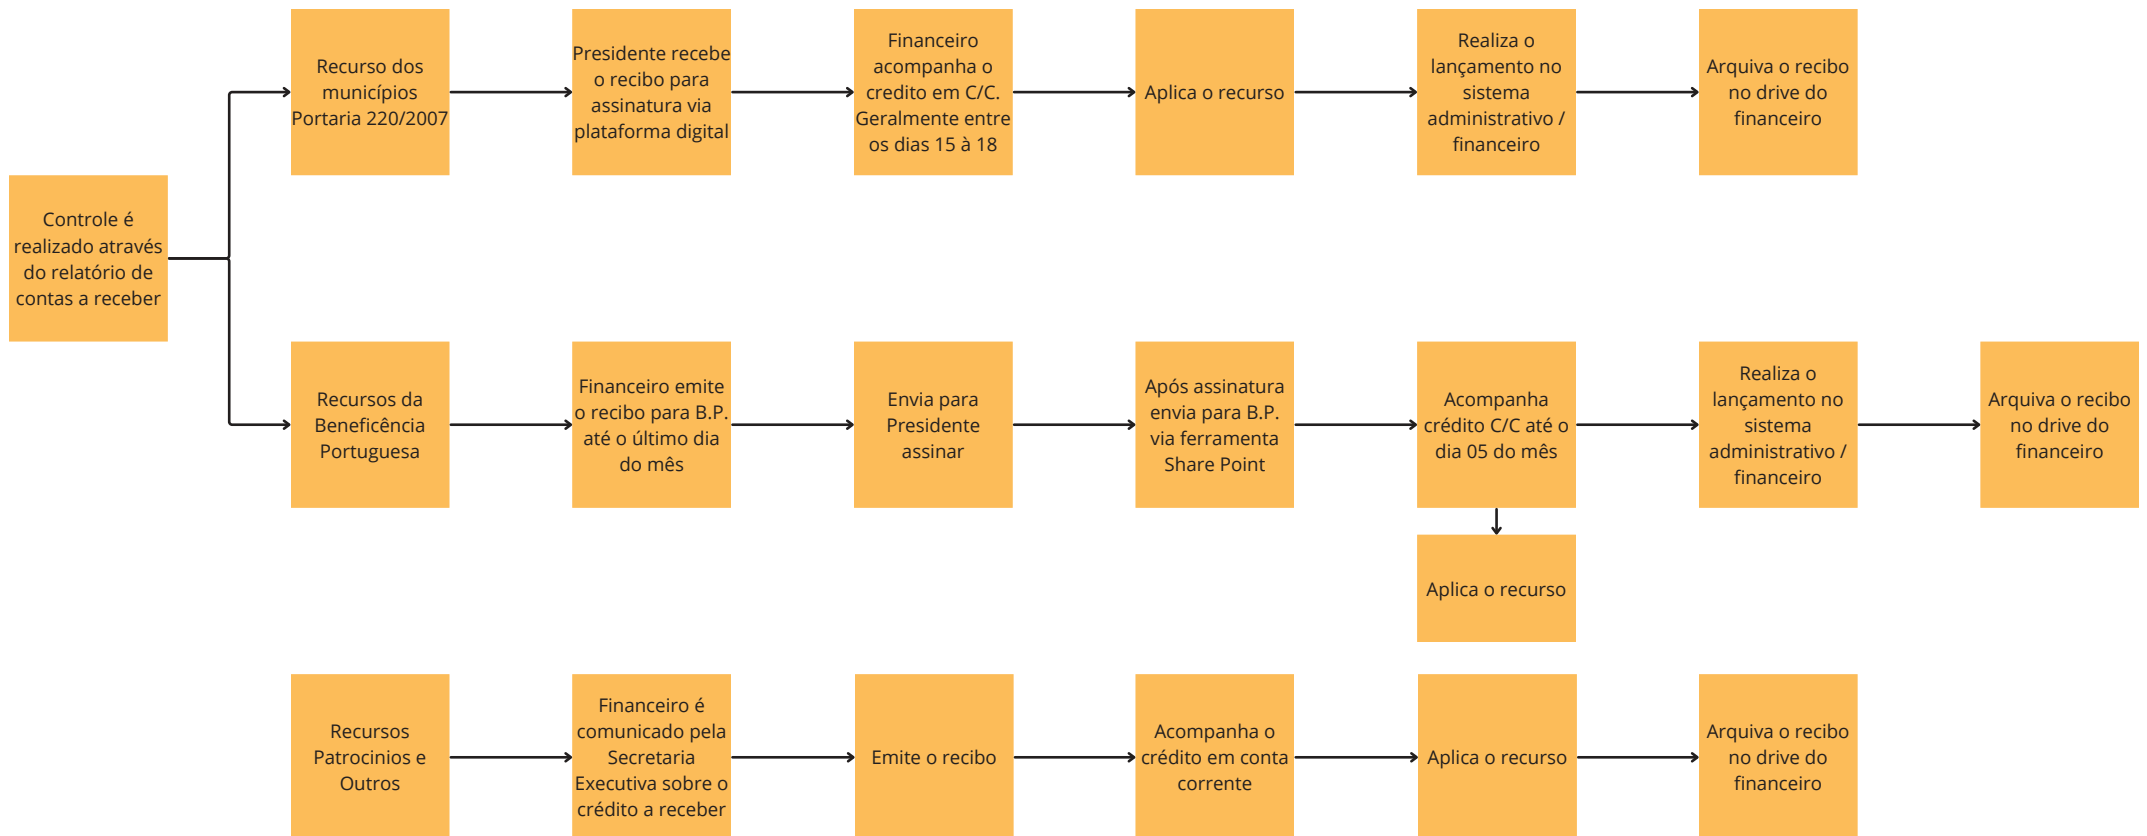 Recurso dos
municípios
Portaria 220/2007
Presidente recebe
o recibo para
assinatura via
plataforma digital
Financeiro
acompanha o
credito em C/C.
Geralmente entre
os dias 15 à 18
Aplica o recurso
Realiza o
lançamento no
sistema
administrativo /
financeiro
Arquiva o recibo
no drive do
financeiro
Controle é
realizado através
do relatório de
contas a receber
Recursos da
Beneficência
Portuguesa
Financeiro emite
o recibo para B.P.
até o último dia
do mês
Envia para
Presidente
assinar
Após assinatura
envia para B.P.
via ferramenta
Share Point
Acompanha
crédito C/C até o
dia 05 do mês
Realiza o
lançamento no
sistema
administrativo /
financeiro
Arquiva o recibo
no drive do
financeiro
Aplica o recurso
Recursos
Patrocinios e
Outros
Financeiro é
comunicado pela
Secretaria
Executiva sobre o
crédito a receber
Emite o recibo
Acompanha o
crédito em conta
corrente
Aplica o recurso
Arquiva o recibo
no drive do
financeiro